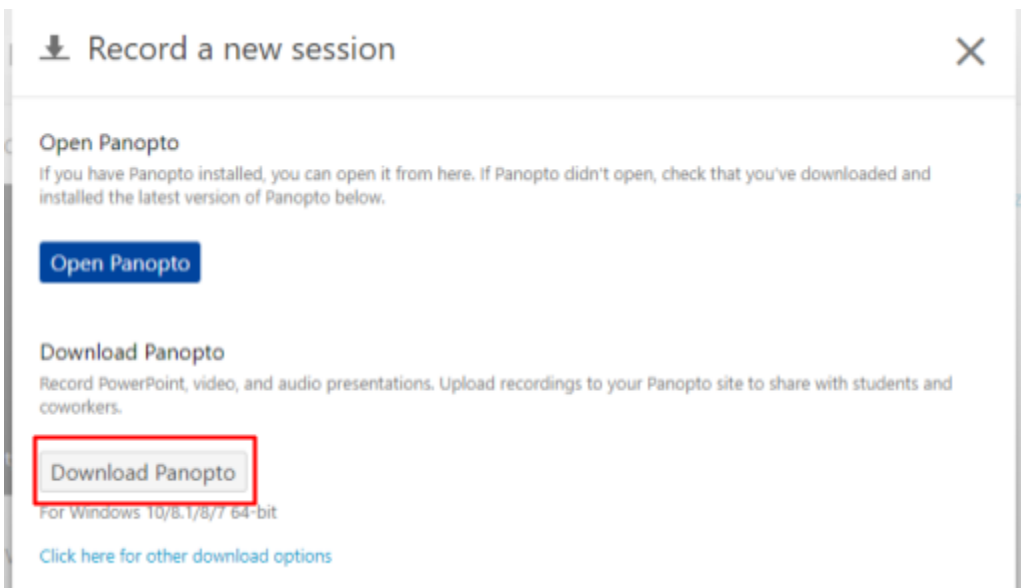 Record a new session
Open Panopto
If you have Panopto installed, you can open it from here. If Panopto didn't open, check that you've downloaded and
installed the latest version of Panopto below.
Open Panopto
Download Panopto
Record PowerPoint, video, and audio presentations. Upload recordings to your Panopto site to share with students and
coworkers.
Download Panopto
For Windows 10/8.1/8/7 64-bit
Click here for other download options